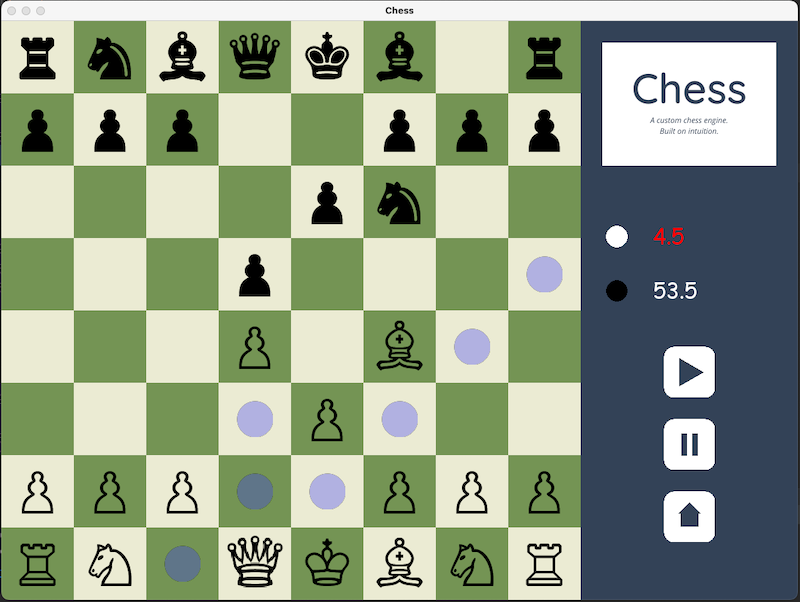 Chess
Chess
A custom chess engine.
Built on intuition.
4.5
53.5